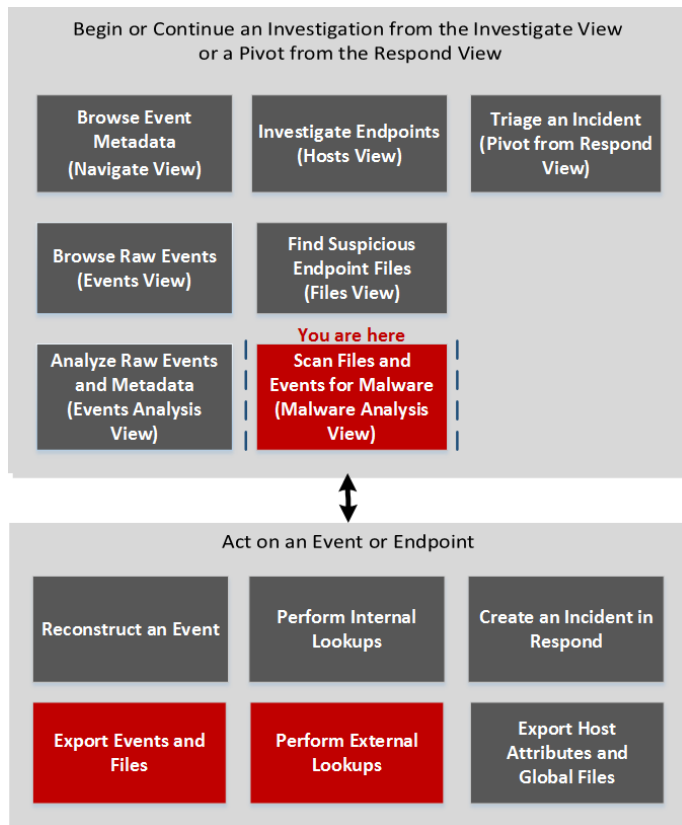 Begin or Continue an Investigation from the Investigate View
or a Pivot from the Respond View
Browse Event
Metadata
(Navigate View)
Investigate Endpoints
(Hosts View)
Triage an Incident
(Pivot from Respond
View)
Browse Raw Events
(Events View)
Find Suspicious
Endpoint Files
(Files View)
You are here
Analyze Raw Events
and Metadata
(Events Analysis
View)
Scan Files and
Events for Malware
(Malware Analysis
View)
Act on an Event or Endpoint
Reconstruct an Event
Perform Internal
Lookups
Create an Incident in
Respond
Export Events and
Files
Perform External
Lookups
Export Host
Attributes and
Global Files